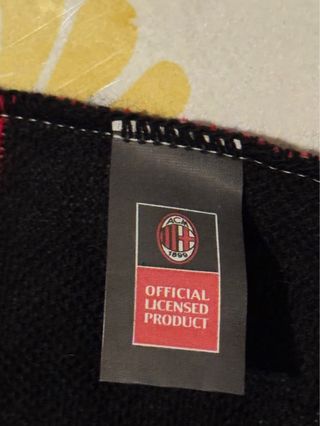 ACM
1899
OFFICIAL
LICENSED
PRODUCT